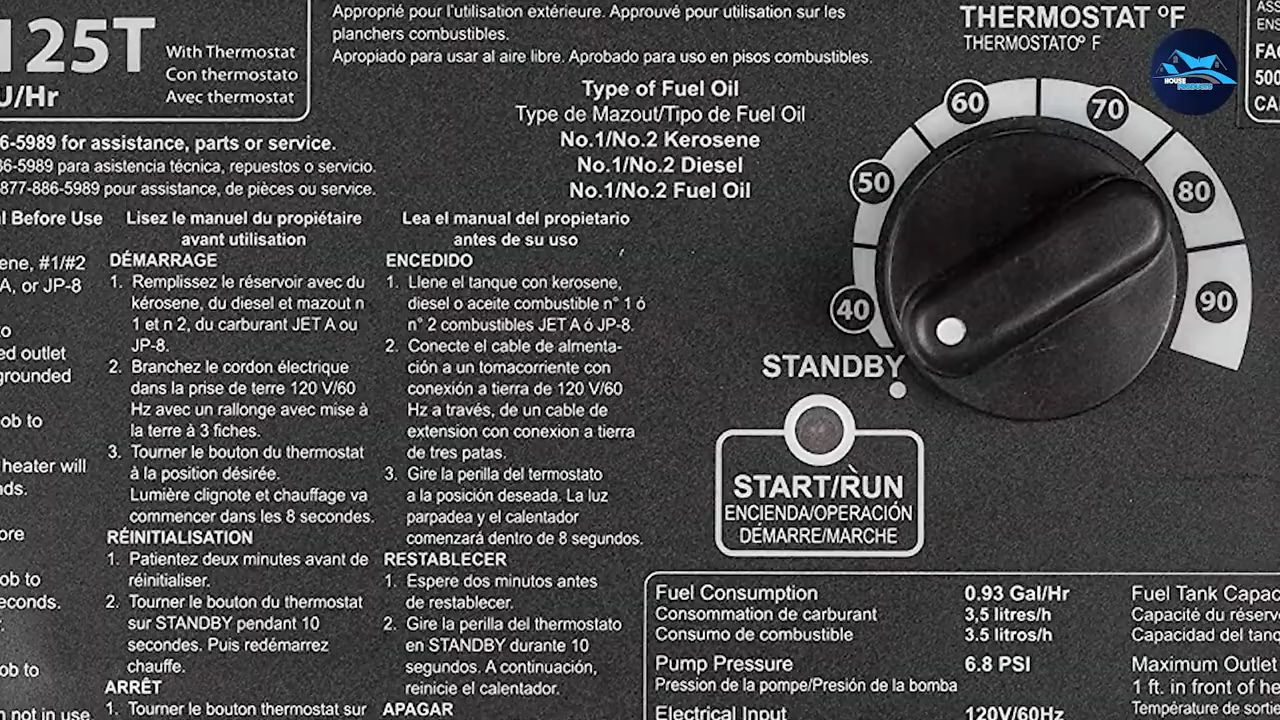 125T
With Thermostat
Con thermostato
Avec thermostat
U/Hr
Approprié pour l'utilisation extérieure. Approuvé pour utilisation sur les
planchers combustibles.
Apropiado para usar al aire libre. Aprobado para uso en pisos combustibles.
Type of Fuel Oil
Type de Mazout/Tipo de Fuel Oil
No.1/No.2 Kerosene
No.1/No.2 Diesel
No.1/No.2 Fuel Oil
6-5989 for assistance, parts or service.
86-5989 para asistencia técnica, repuestos o servicio.
877-886-5989 pour assistance, de pièces ou service.
l Before Use
ene, #1/#2
A, or JP-8
to
ed outlet
grounded
ob to
heater will
nds.
ore
ob to
econds.
r.
ob to
n not in use
Lisez le manuel du propiétaire
avant utilisation
DÉMARRAGE
1. Remplissez le réservoir avec du
kérosene, du diesel et mazout n
1 et n 2, du carburant JET A ou
JP-8.
2. Branchez le cordon électrique
dans la prise de terre 120 V/60
Hz avec un rallonge avec mise à
la terre à 3 fiches.
3. Tourner le bouton du thermostat
à la position désirée.
Lumière clignote et chauffage va
commencer dans les 8 secondes.
RÉINITIALISATION
1. Patientez deux minutes avant de
réinitialiser.
2. Tourner le bouton du thermostat
sur STANDBY pendant 10
secondes. Puis redémarrez
chauffe.
ARRÊT
1. Tourner le bouton thermostat sur
Lea el manual del propietario
antes de su uso
ENCEDIDO
1. Llene el tanque con kerosene,
diesel o aceite combustible n° 1 ó
n° 2 combustibles JET A ó JP-8.
2. Conecte el cable de alimenta-
ción a un tomacorriente con
conexión a tierra de 120 V/60
Hz a través, de un cable de
extension con conexion a tierra
de tres patas.
3. Gire la perilla del termostato
a la posición deseada. La luz
parpadea y el calentador
comenzará dentro de 8 segundos.
RESTABLECER
1. Espere dos minutos antes
de restablecer.
2. Gire la perilla del thermostato
en STANDBY durante 10
segundos. A continuación,
reinicie el calentador.
APAGAR
THERMOSTAT ºF
THERMOSTATOº F
40
50
60
70
80
90
STANDBY
START/RUN
ENCIENDA/OPERACIÓN
DÉMARRE/MARCHE
Fuel Consumption 0.93 Gal/Hr
Consommation de carburant 3,5 litres/h
Consumo de combustible 3.5 litros/h
Pump Pressure 6.8 PSI
Pression de la pompe/Presión de la bomba
Electrical Input 120V/60Hz
Fuel Tank Capac
Capacité du réserv
Capacidad del tanq
Maximum Outlet
1 ft. in front of he
Température de sortie
HOUSE
PRODUCTS
ASS
ENS
FA
500
CA